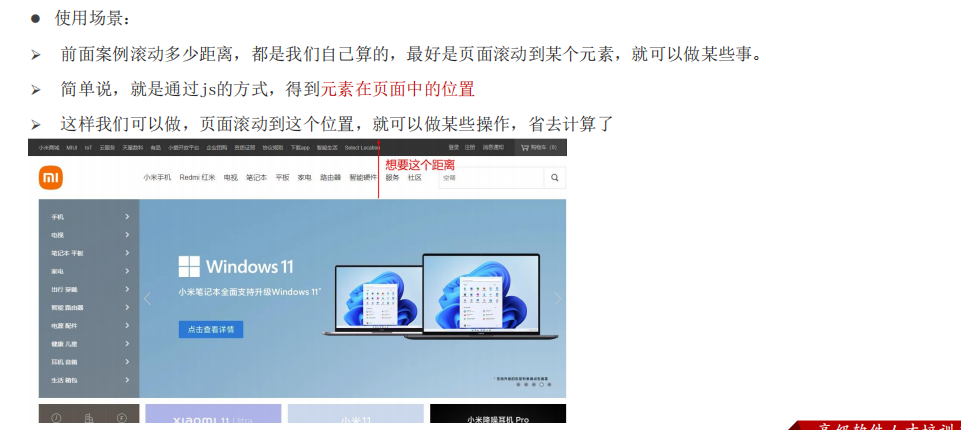 ● 使用场景：
➢ 前面案例滚动多少距离，都是我们自己算的，最好是页面滚动到某个元素，就可以做某些事。
➢ 简单说，就是通过js的方式，得到元素在页面中的位置
➢ 这样我们可以做，页面滚动到这个位置，就可以做某些操作，省去计算了
小米商城 MIUI IoT 云服务 天星数科 有品 小爱开放平台 企业团购 资质证照 协议规则 下载app 智能生活 Select Location 登录 注册 消息通知 购物车（0）
想要这个距离
小米手机 Redmi 红米 电视 笔记本 平板 家电 路由器 智能硬件 服务 社区 空调
手机
电视
笔记本 平板
家电
出行 穿戴
智能 路由器
电源 配件
健康 儿童
耳机 音箱
生活 箱包
Windows 11
小米笔记本全面支持升级Windows 11*
点击查看详情
xiaomi 11 Ultra 小米11 小米降噪耳机 Pro
高级软件人才培训